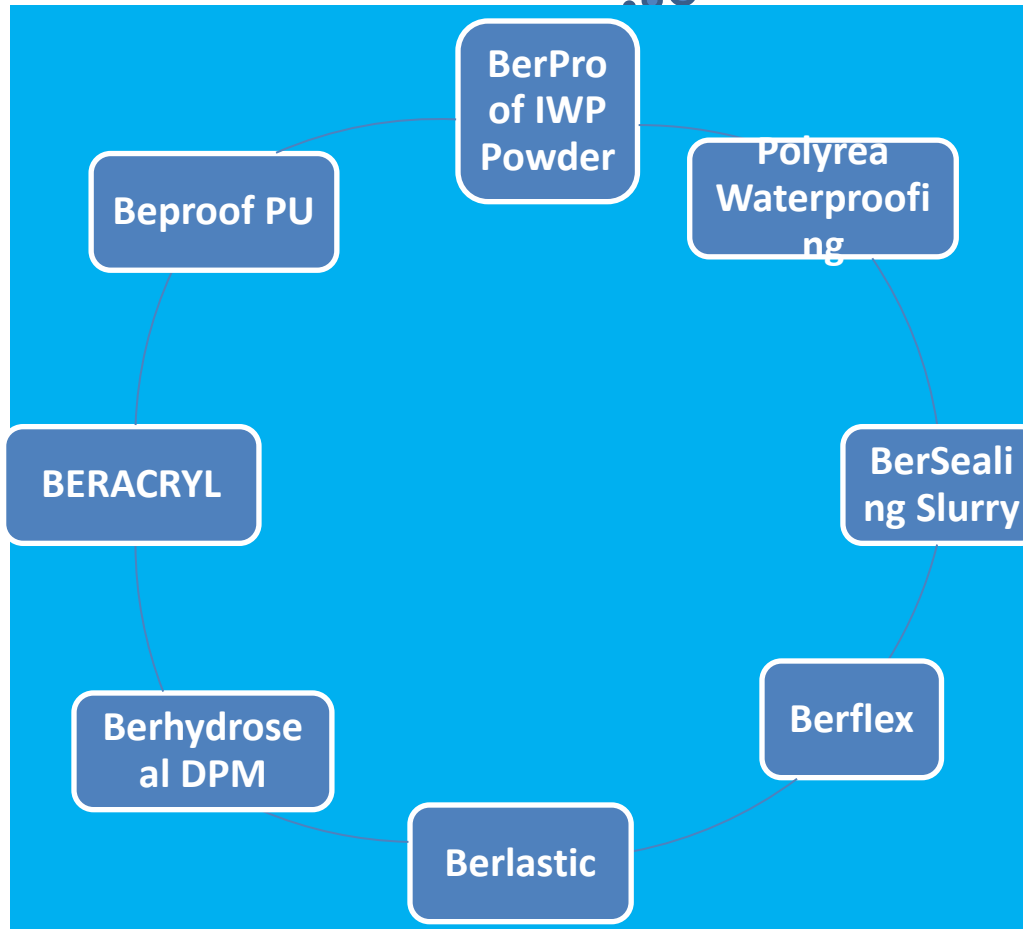 BerPro
of IWP
Powder
Polyrea
Waterproofi
ng
BerSeali
ng Slurry
Berflex
Berlastic
Berhydrose
al DPM
BERACRYL
Beproof PU